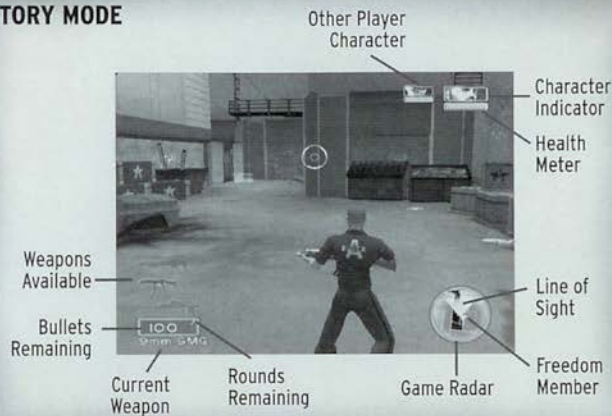 TORY MODE
Other Player
Character
Character
Indicator
Health
Meter
Weapons
Available
Bullets
Remaining
100
9mm SMG
Current
Weapon
Rounds
Remaining
Game Radar
Line of
Sight
Freedom
Member